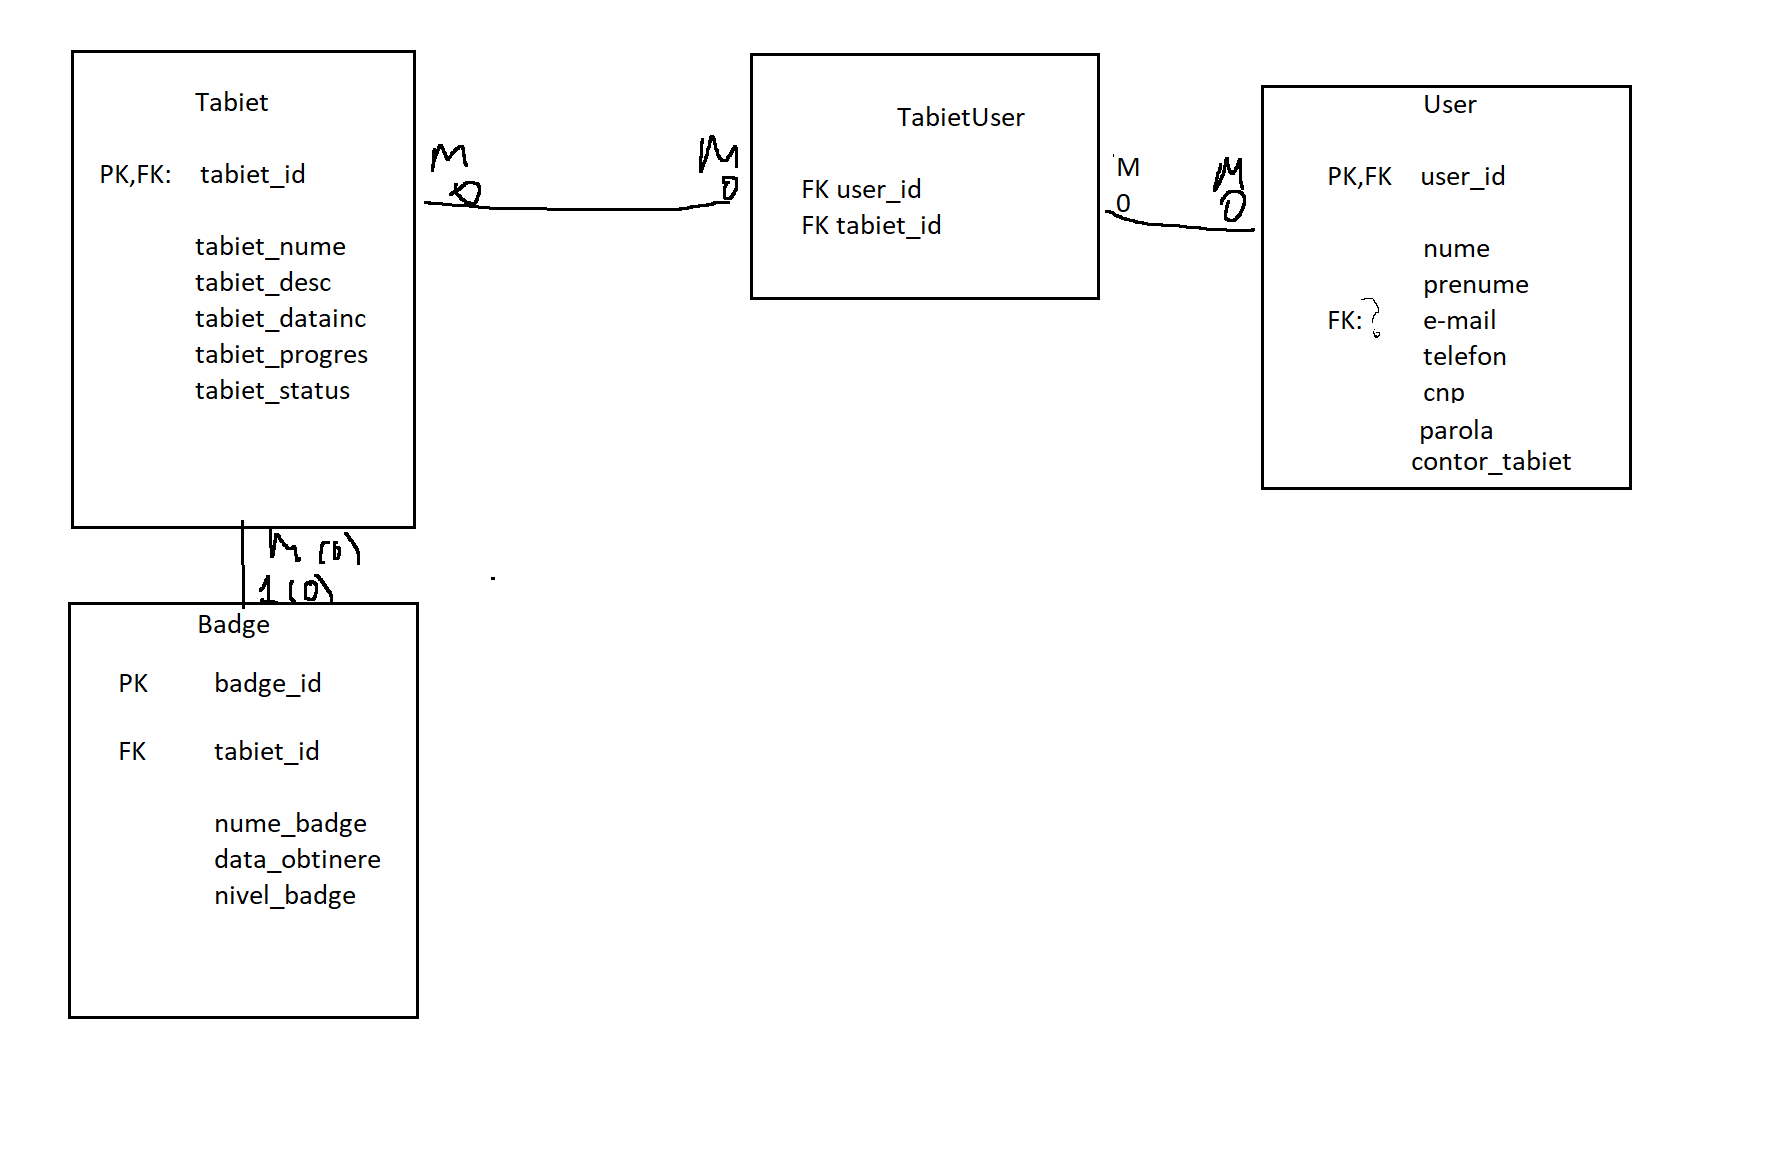 Tabiet
PK,FK: tabiet_id
tabiet_nume
tabiet_desc
tabiet_datainc
tabiet_progres
tabiet_status
M
0
M
0
TabietUser
FK user_id
FK tabiet_id
M
0
M
0
User
PK,FK user_id
nume
prenume
FK:? e-mail
telefon
cnp
parola
contor_tabiet
M (0)
1 (0)
Badge
PK badge_id
FK tabiet_id
nume_badge
data_obtinere
nivel_badge